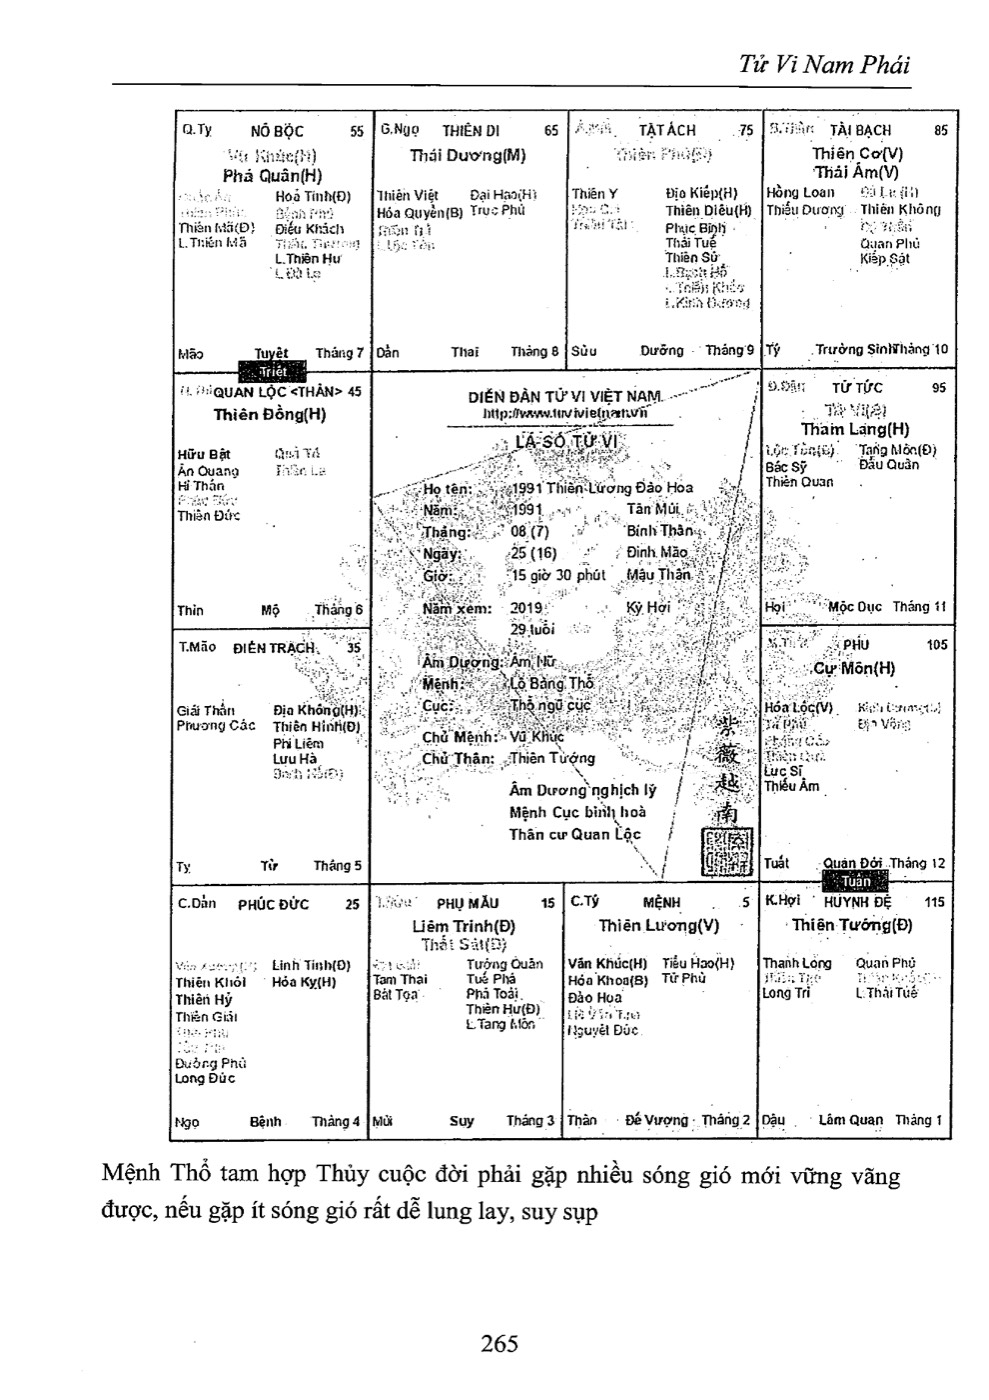 Tử Vi Nam Phái
Q.Tỵ NÔ BỘC 55
Phá Quân(H)
Hoả Tinh(Đ)
Thiên Mã(Đ) Điếu Khách
L.Thiên Mã
L.Thiên Hư
Mão Tuyệt Tháng 7
G.Ngọ THIÊN DI 65
Thái Dương(M)
Thiên Việt Đại Hao(H)
Hóa Quyền(B) Trực Phù
Dần Thai Tháng 8
TẬT ÁCH 75
Thiên Y Địa Kiếp(H)
Thiên Diêu(H)
Phục Binh
Thái Tuế
Thiên Sứ
Sửu Dưỡng Tháng 9
TÀI BẠCH 85
Thiên Cơ(V)
Thái Âm(V)
Hồng Loan
Thiếu Dương Thiên Không
Quan Phủ
Kiếp Sát
Tý Trường Sinh Tháng 10
Triệt
QUAN LỘC <THÂN> 45
Thiên Đồng(H)
Hữu Bật
Ân Quang
Hỉ Thần
Thiên Đức
Thìn Mộ Tháng 6
DIỄN ĐÀN TỬ VI VIỆT NAM
http://www.tuvivietnam.vn
LÁ SỐ TỬ VI
Họ tên: 1991 Thiên Lương Đào Hoa
Năm: 1991 Tân Mùi
Tháng: 08 (7) Bính Thân
Ngày: 25 (16) Đinh Mão
Giờ: 15 giờ 30 phút Mậu Thân
Năm xem: 2019 Kỷ Hợi
29 tuổi
Âm Dương: Âm Nữ
Mệnh: Lộ Bàng Thổ
Cục: Thổ ngũ cục
Chủ Mệnh: Vũ Khúc
Chủ Thân: Thiên Tướng
Âm Dương nghịch lý
Mệnh Cục bình hoà
Thân cư Quan Lộc
紫薇越南
TỬ TỨC 95
Tham Lang(H)
Tang Môn(Đ)
Bác Sỹ Đẩu Quân
Thiên Quan
Hợi Mộc Dục Tháng 11
T.Mão ĐIỀN TRẠCH 35
Giải Thần Địa Không(H)
Phượng Các Thiên Hình(Đ)
Phi Liêm
Lưu Hà
Tỵ Tử Tháng 5
PHU 105
Cự Môn(H)
Hóa Lộc(V)
Lực Sĩ
Thiếu Âm
Tuất Quan Đới Tháng 12
Tuần
C.Dần PHÚC ĐỨC 25
Linh Tinh(Đ)
Thiên Khôi Hóa Kỵ(H)
Thiên Hỷ
Thiên Giải
Đường Phù
Long Đức
Ngọ Bệnh Tháng 4
PHỤ MẪU 15
Liêm Trinh(Đ)
Thất Sát(Đ)
Tướng Quân
Tam Thai Tuế Phá
Bát Tọa Phá Toái
Thiên Hư(Đ)
L.Tang Môn
Mùi Suy Tháng 3
C.Tý MỆNH 5
Thiên Lương(V)
Văn Khúc(H) Tiểu Hao(H)
Hóa Khoa(B) Tử Phù
Đào Hoa
Nguyệt Đức
Thân Đế Vượng Tháng 2
K.Hợi HUYNH ĐỆ 115
Thiên Tướng(Đ)
Thanh Long Quan Phù
Long Trì L.Thái Tuế
Dậu Lâm Quan Tháng 1
Mệnh Thổ tam hợp Thủy cuộc đời phải gặp nhiều sóng gió mới vững vãng
được, nếu gặp ít sóng gió rất dễ lung lay, suy sụp
265